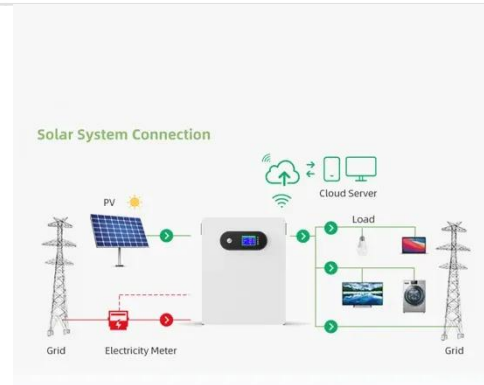 Solar System Connection
Cloud Server
PV
Load
Grid
Electricity Meter
Grid